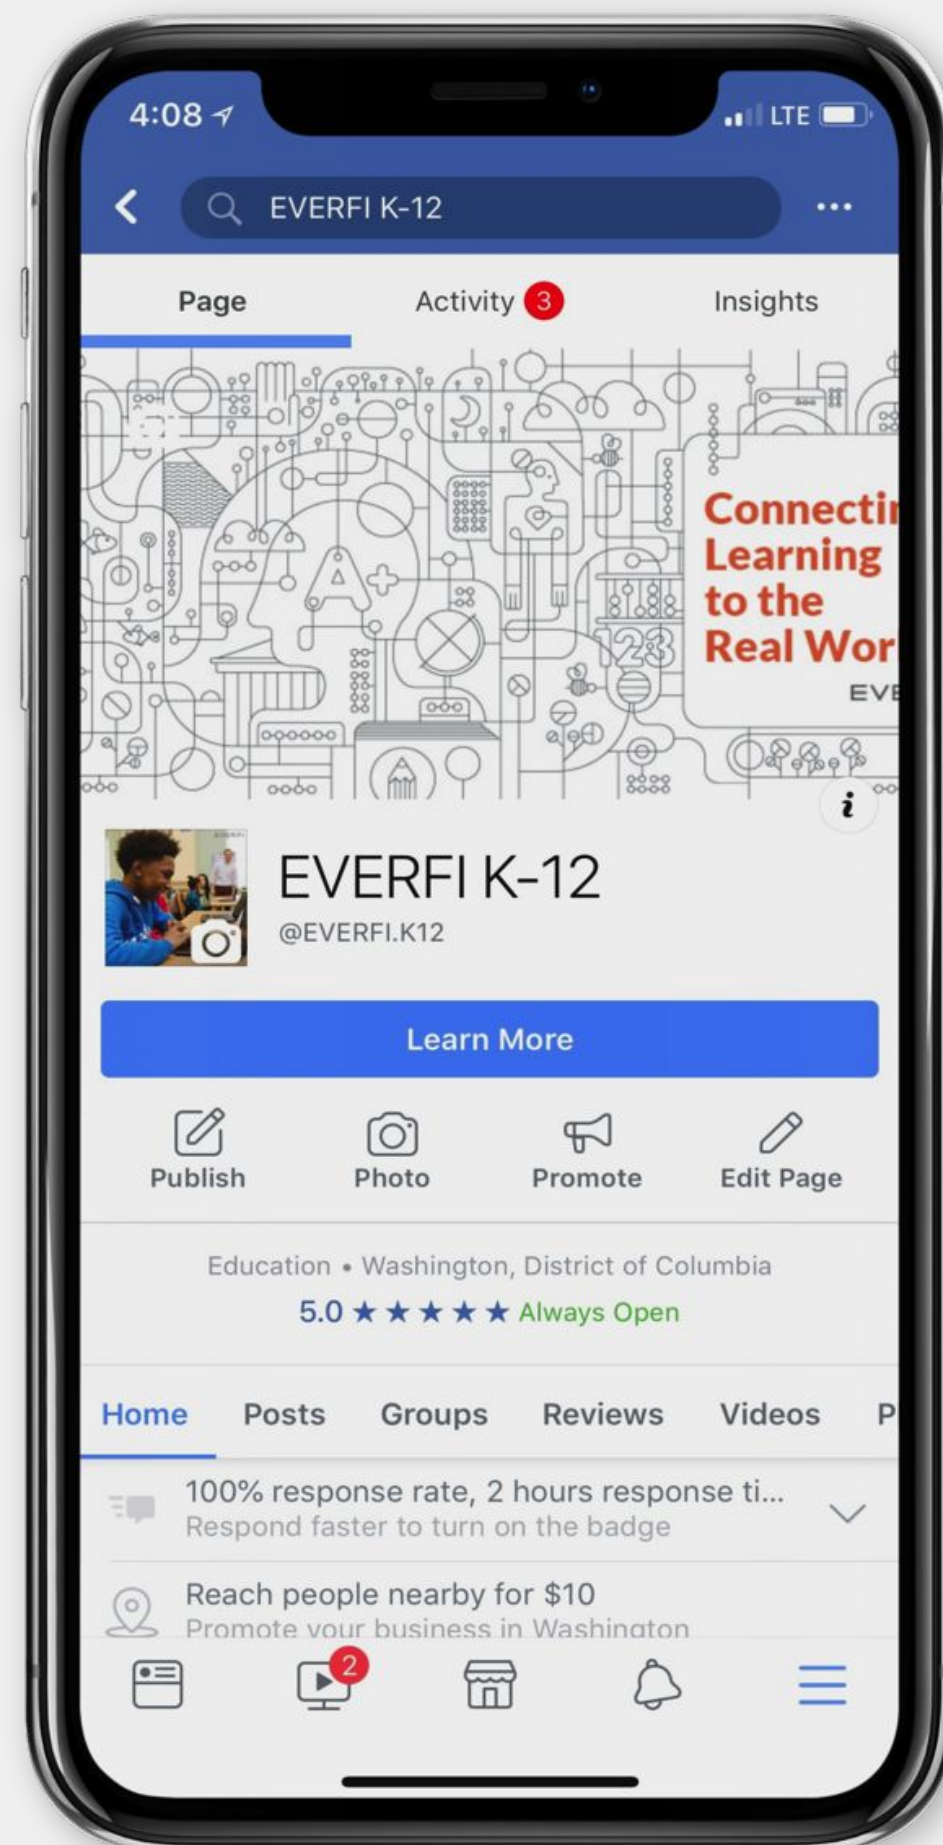 4:08
LTE
EVERFI K-12
Page
Activity 3
Insights
A+
123
Connectin
Learning
to the
Real Wor
EVE
EVERFI K-12
@EVERFI.K12
Learn More
Publish
Photo
Promote
Edit Page
Education • Washington, District of Columbia
5.0 ★★★★★ Always Open
Home
Posts
Groups
Reviews
Videos
P
100% response rate, 2 hours response ti...
Respond faster to turn on the badge
Reach people nearby for $10
Promote your business in Washington
2